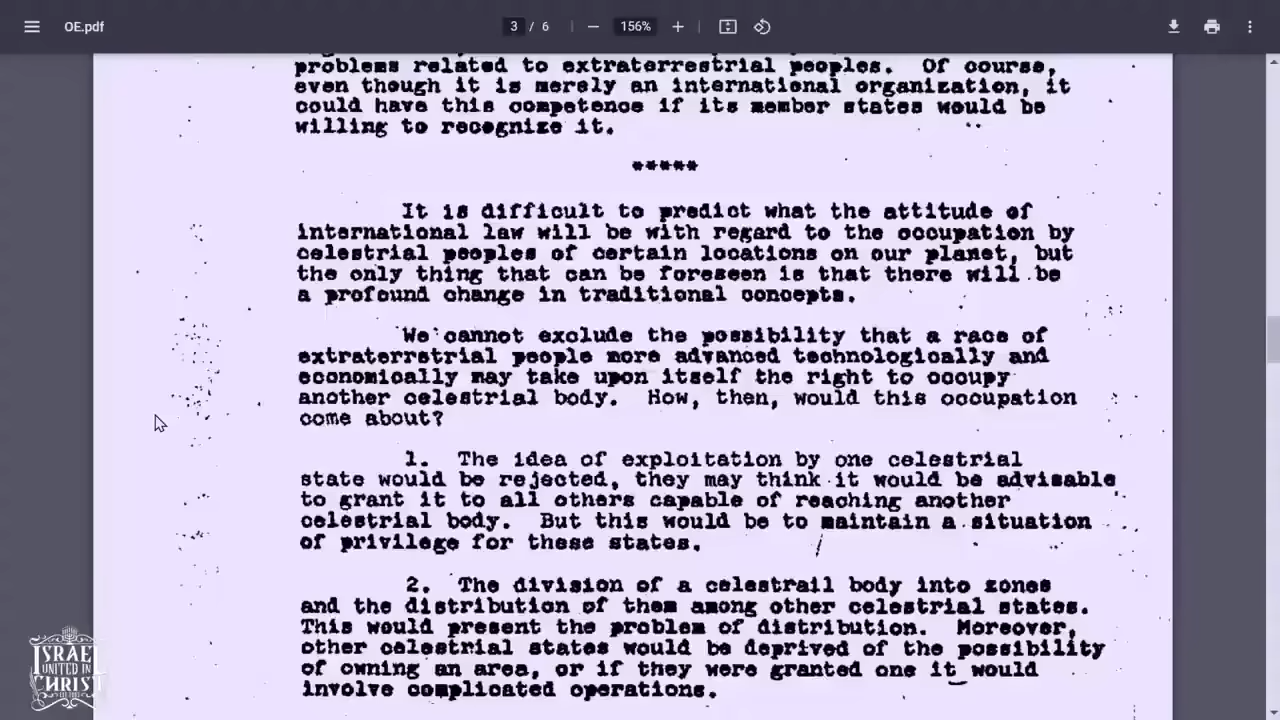 OE.pdf
3 / 6
156%
problems related to extraterrestrial peoples. Of course,
even though it is merely an international organization, it
could have this competence if its member states would be
willing to recognize it.
*****
It is difficult to predict what the attitude of
international law will be with regard to the occupation by
celestrial peoples of certain locations on our planet, but
the only thing that can be foreseen is that there will be
a profound change in traditional concepts.
We cannot exclude the possibility that a race of
extraterrstrial people more advanced technologically and
economically may take upon itself the right to occupy
another celestrial body. How, then, would this occupation
come about?
1. The idea of exploitation by one celestrial
state would be rejected, they may think it would be advisable
to grant it to all others capable of reaching another
celestrial body. But this would be to maintain a situation
of privilege for these states.
2. The division of a celestrail body into zones
and the distribution of them among other celestrial states.
This would present the problem of distribution. Moreover,
other celestrial states would be deprived of the possibility
of owning an area, or if they were granted one it would
involve complicated operations.
ISRAEL
UNITED IN
CHRIST